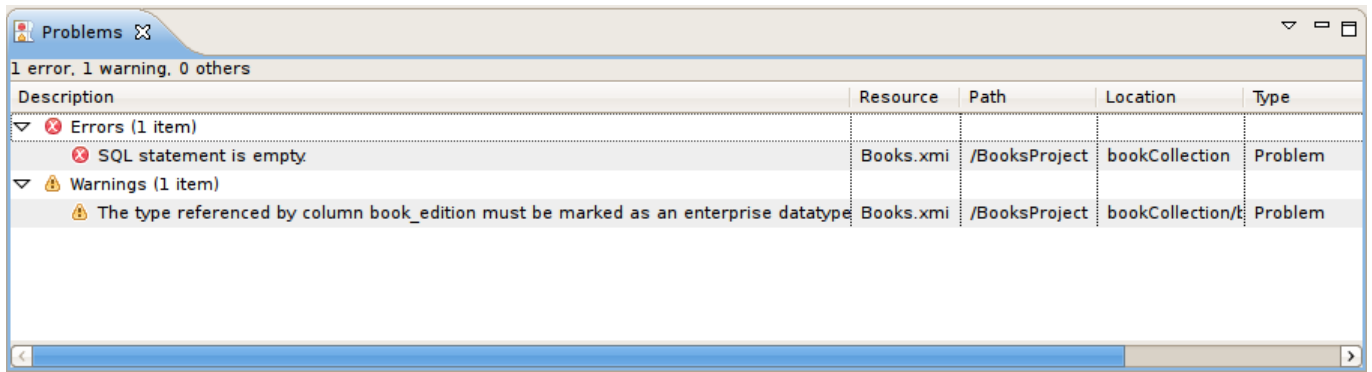 Problems
1 error, 1 warning, 0 others
Description Resource Path Location Type
Errors (1 item)
SQL statement is empty. Books.xmi /BooksProject bookCollection Problem
Warnings (1 item)
The type referenced by column book_edition must be marked as an enterprise datatype Books.xmi /BooksProject bookCollection/b Problem